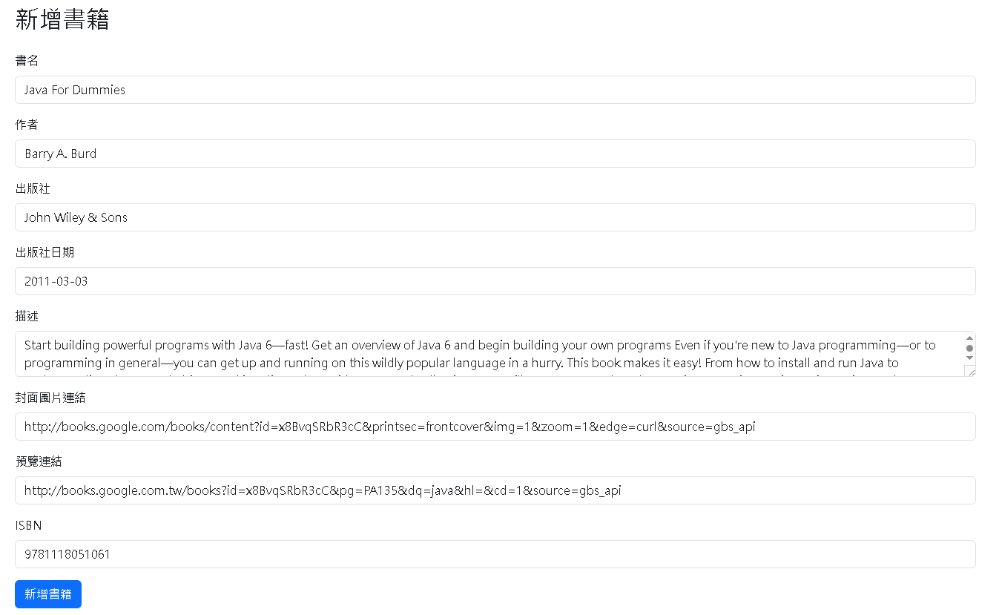 新增書籍
書名
Java For Dummies
作者
Barry A. Burd
出版社
John Wiley & Sons
出版社日期
2011-03-03
描述
Start building powerful programs with Java 6—fast! Get an overview of Java 6 and begin building your own programs Even if you're new to Java programming—or to
programming in general—you can get up and running on this wildly popular language in a hurry. This book makes it easy! From how to install and run Java to
封面圖片連結
http://books.google.com/books/content?id=x8BvqSRbR3cC&printsec=frontcover&img=1&zoom=1&edge=curl&source=gbs_api
預覽連結
http://books.google.com.tw/books?id=x8BvqSRbR3cC&pg=PA135&dq=java&hl=&cd=1&source=gbs_api
ISBN
9781118051061
新增書籍